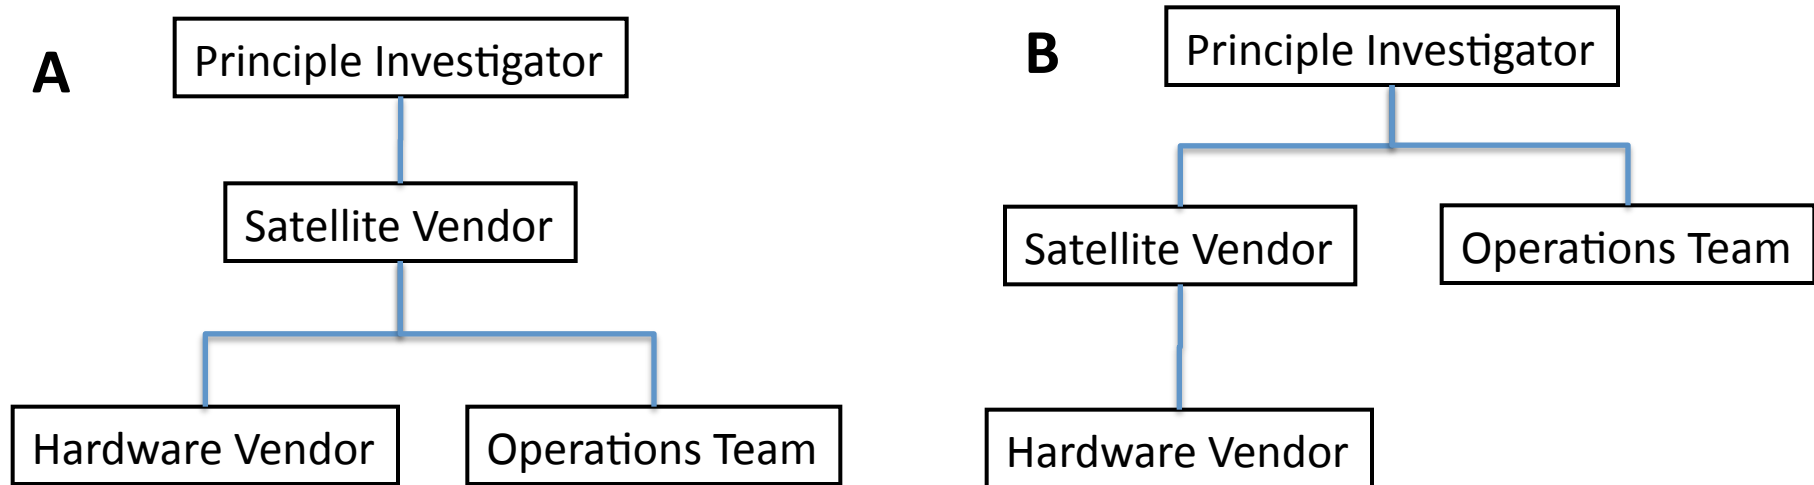 A
Principle Investigator
Satellite Vendor
Hardware Vendor
Operations Team
B
Principle Investigator
Satellite Vendor
Operations Team
Hardware Vendor